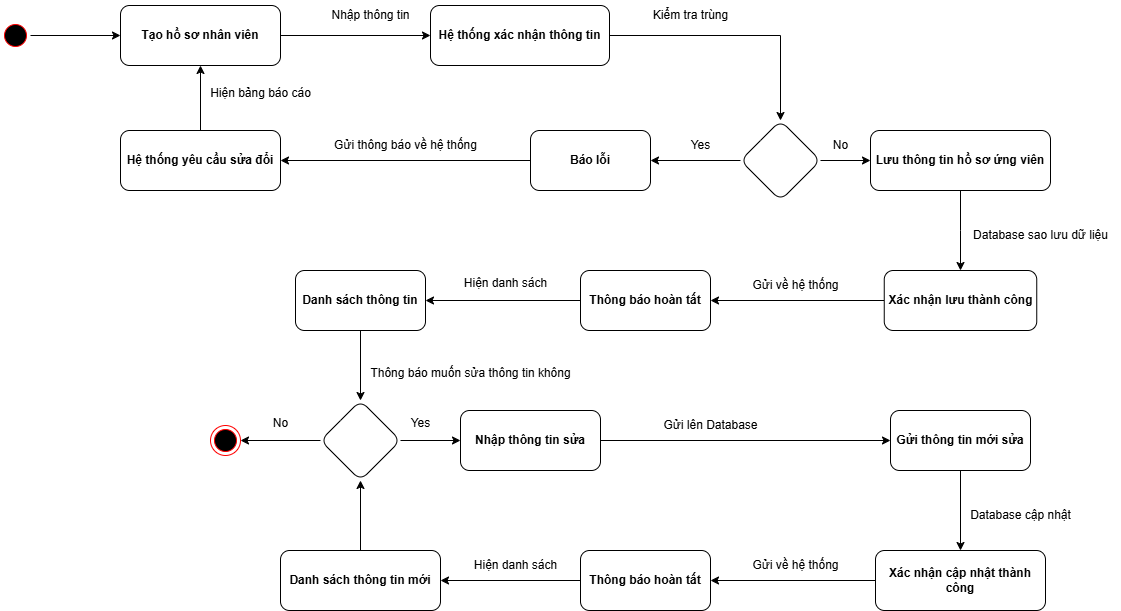 Nhập thông tin
Kiểm tra trùng
Tạo hồ sơ nhân viên
Hệ thống xác nhận thông tin
Hiện bảng báo cáo
Gửi thông báo về hệ thống
Yes
No
Hệ thống yêu cầu sửa đổi
Báo lỗi
Lưu thông tin hồ sơ ứng viên
Database sao lưu dữ liệu
Hiện danh sách
Gửi về hệ thống
Danh sách thông tin
Thông báo hoàn tất
Xác nhận lưu thành công
Thông báo muốn sửa thông tin không
No
Yes
Gửi lên Database
Nhập thông tin sửa
Gửi thông tin mới sửa
Database cập nhật
Hiện danh sách
Gửi về hệ thống
Danh sách thông tin mới
Thông báo hoàn tất
Xác nhận cập nhật thành
công